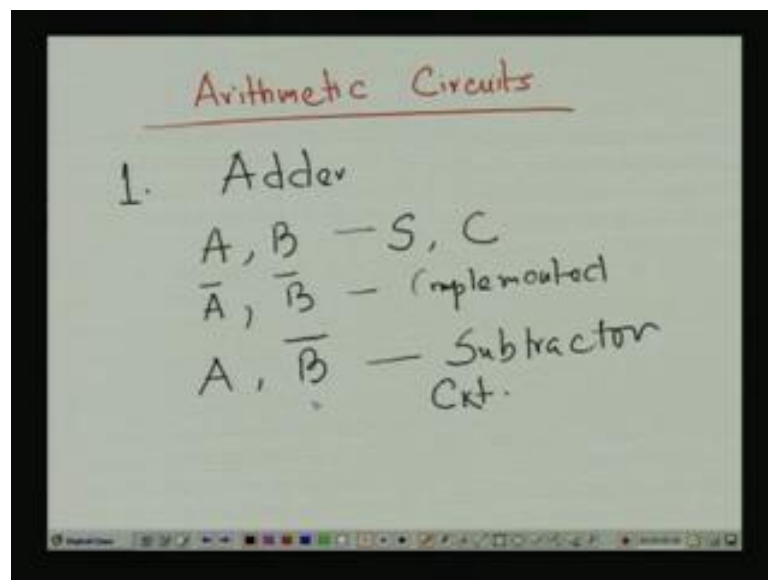 Arithmetic Circuits
1. Adder
A, B — S, C
A̅, B̅ — Complemented
A, B̅ — Subtractor
Ckt.